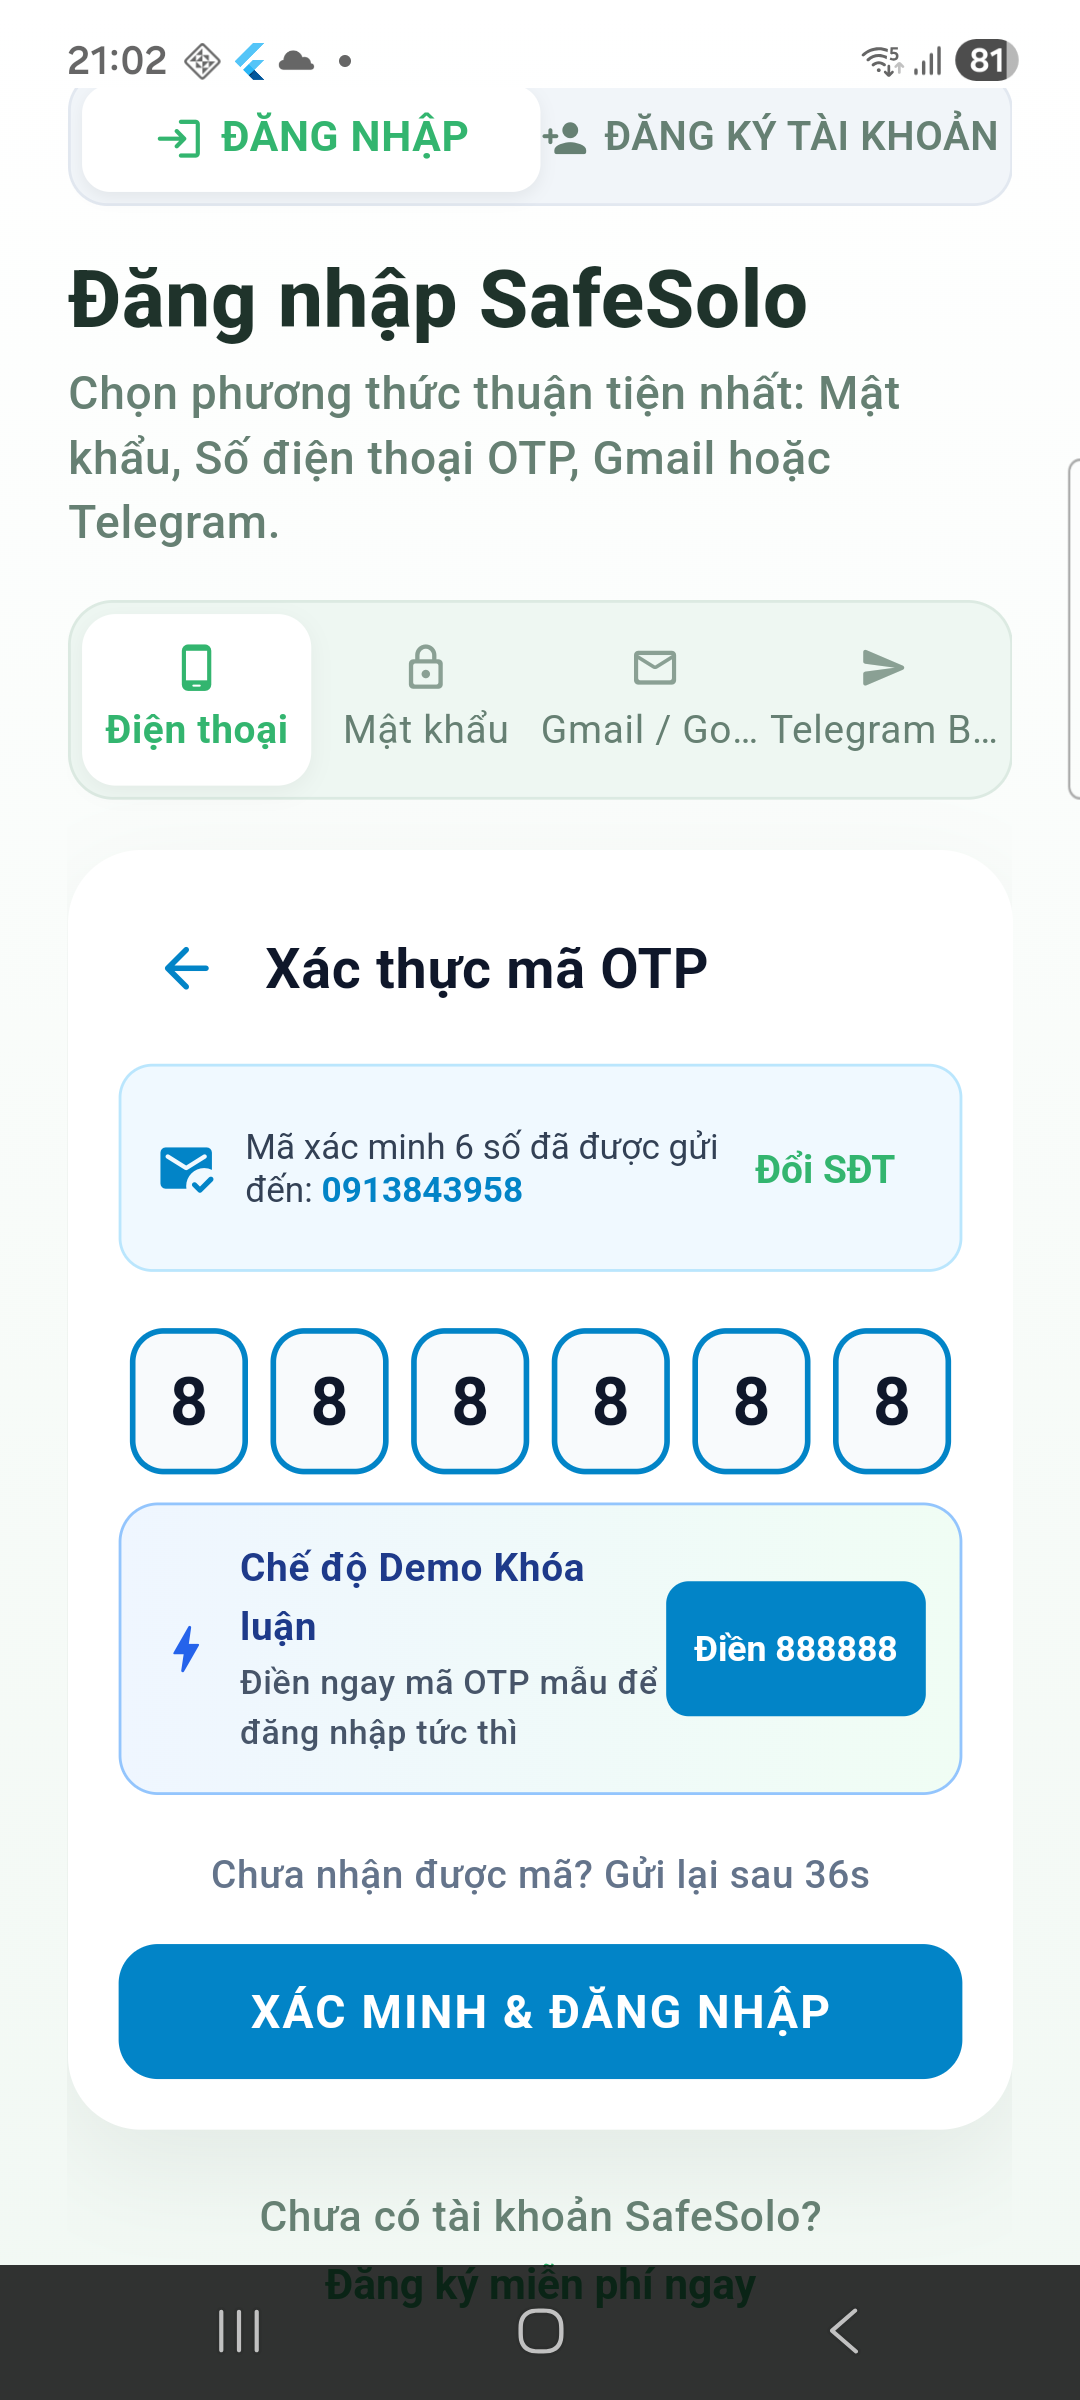 21:02
5
81
ĐĂNG NHẬP
ĐĂNG KÝ TÀI KHOẢN
Đăng nhập SafeSolo
Chọn phương thức thuận tiện nhất: Mật
khẩu, Số điện thoại OTP, Gmail hoặc
Telegram.
Điện thoại
Mật khẩu
Gmail / Go...
Telegram B...
Xác thực mã OTP
Mã xác minh 6 số đã được gửi
đến: 0913843958
Đổi SĐT
8 8 8 8 8 8
Chế độ Demo Khóa
luận
Điền ngay mã OTP mẫu để
đăng nhập tức thì
Điền 888888
Chưa nhận được mã? Gửi lại sau 36s
XÁC MINH & ĐĂNG NHẬP
Chưa có tài khoản SafeSolo?
Đăng ký miễn phí ngay